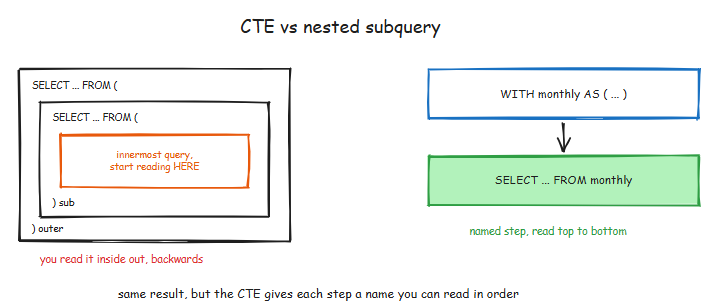 CTE vs nested subquery
SELECT ... FROM (
SELECT ... FROM (
innermost query,
start reading HERE
) sub
) outer
you read it inside out, backwards
WITH monthly AS ( ... )
SELECT ... FROM monthly
named step, read top to bottom
same result, but the CTE gives each step a name you can read in order